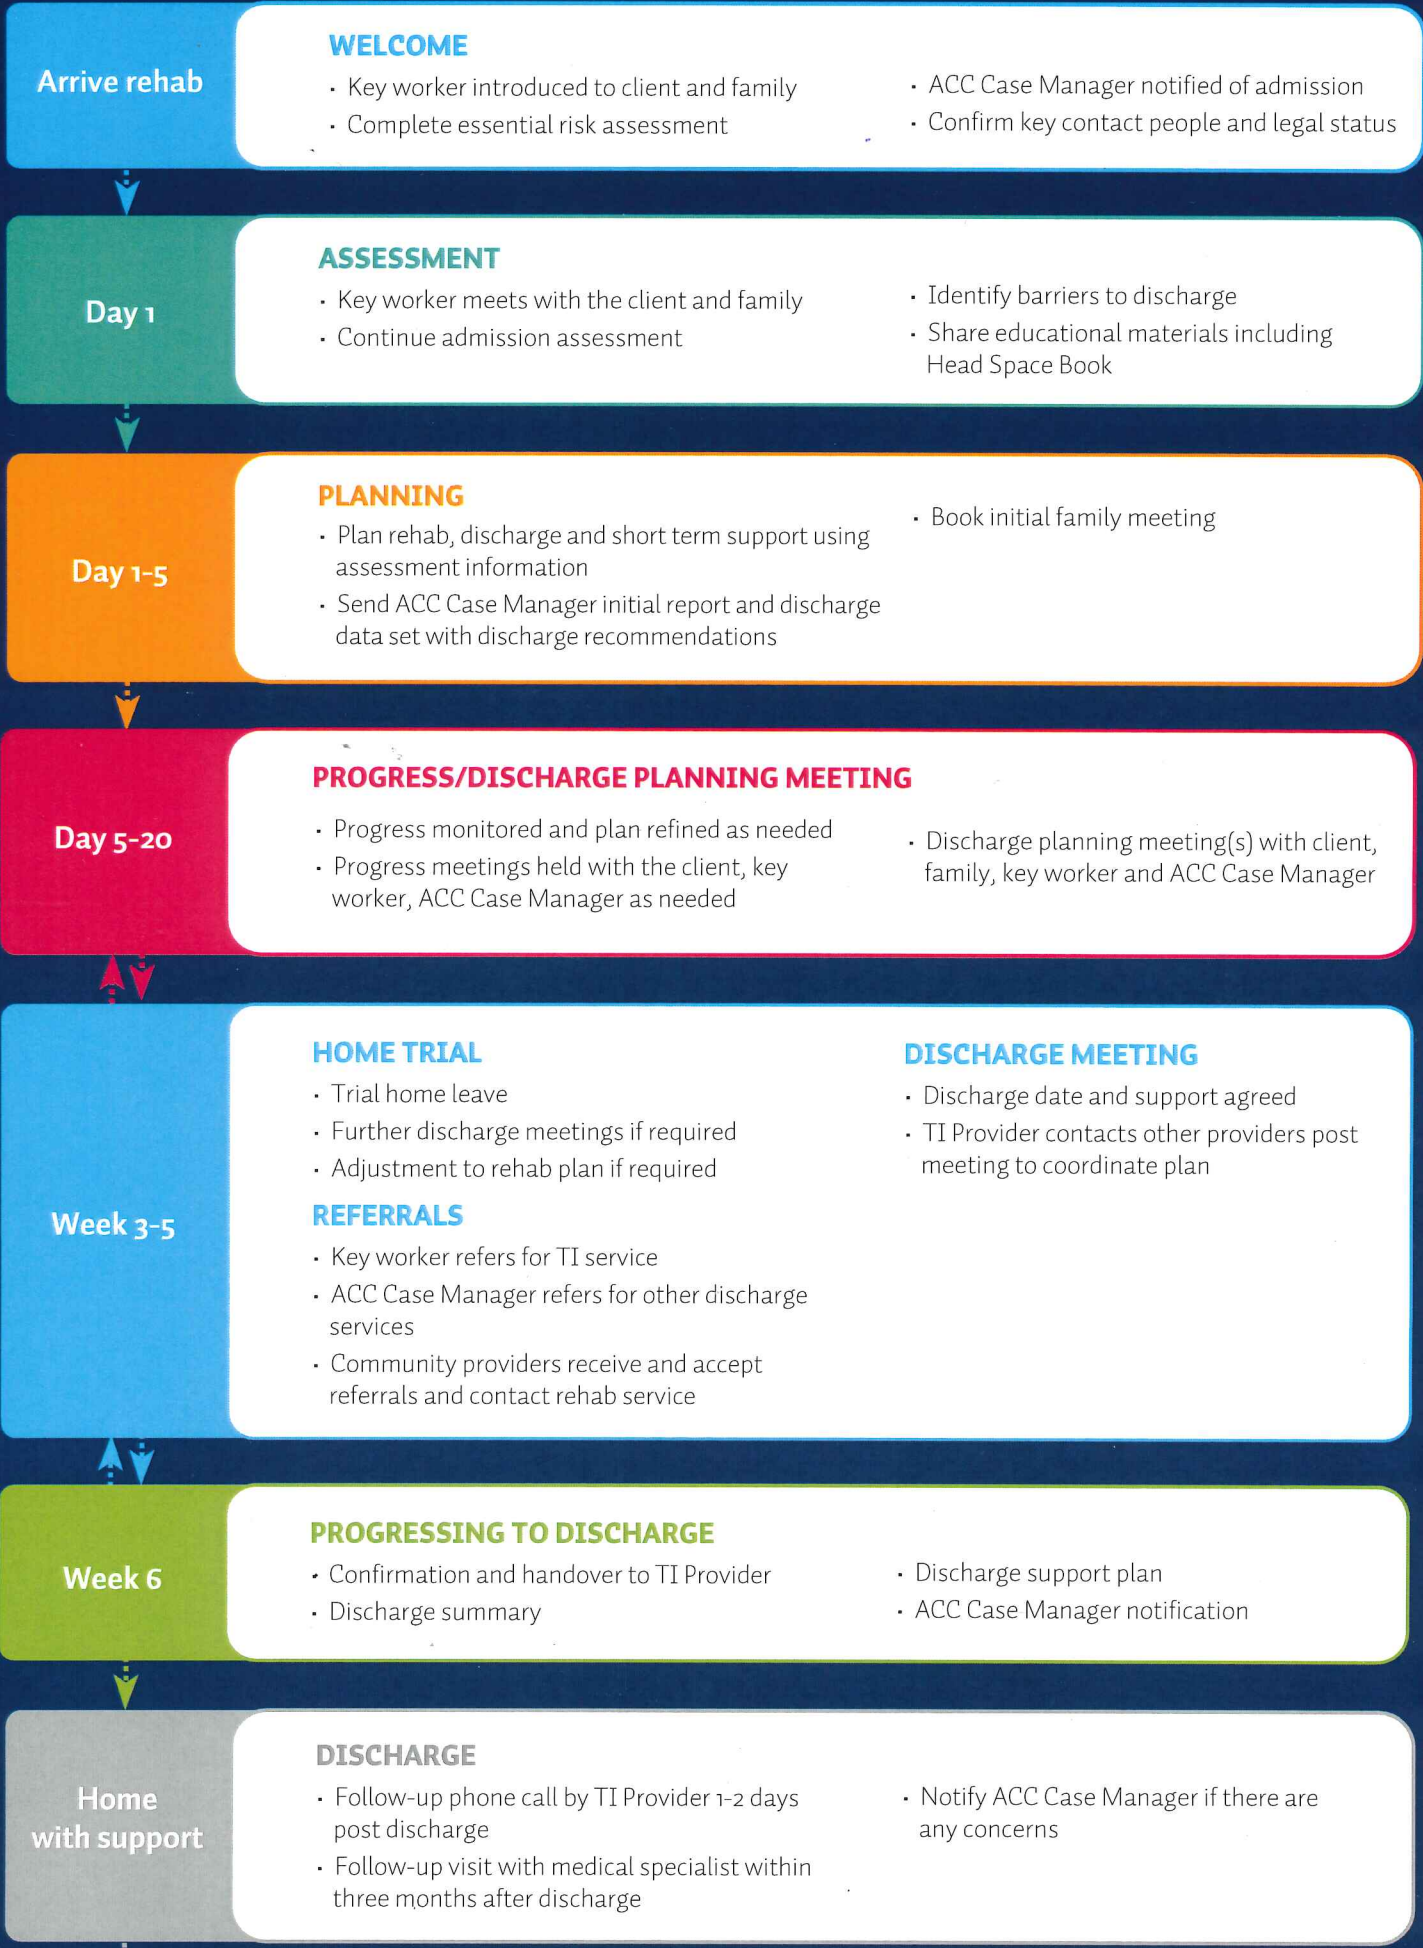 Arrive rehab
WELCOME
· Key worker introduced to client and family
· Complete essential risk assessment
· ACC Case Manager notified of admission
· Confirm key contact people and legal status
Day 1
ASSESSMENT
· Key worker meets with the client and family
· Continue admission assessment
· Identify barriers to discharge
· Share educational materials including
Head Space Book
Day 1-5
PLANNING
· Plan rehab, discharge and short term support using
assessment information
· Send ACC Case Manager initial report and discharge
data set with discharge recommendations
· Book initial family meeting
Day 5-20
PROGRESS/DISCHARGE PLANNING MEETING
· Progress monitored and plan refined as needed
· Progress meetings held with the client, key
worker, ACC Case Manager as needed
· Discharge planning meeting(s) with client,
family, key worker and ACC Case Manager
Week 3-5
HOME TRIAL
· Trial home leave
· Further discharge meetings if required
· Adjustment to rehab plan if required
REFERRALS
· Key worker refers for TI service
· ACC Case Manager refers for other discharge
services
· Community providers receive and accept
referrals and contact rehab service
DISCHARGE MEETING
· Discharge date and support agreed
· TI Provider contacts other providers post
meeting to coordinate plan
Week 6
PROGRESSING TO DISCHARGE
· Confirmation and handover to TI Provider
· Discharge summary
· Discharge support plan
· ACC Case Manager notification
Home
with support
DISCHARGE
· Follow-up phone call by TI Provider 1-2 days
post discharge
· Follow-up visit with medical specialist within
three months after discharge
· Notify ACC Case Manager if there are
any concerns